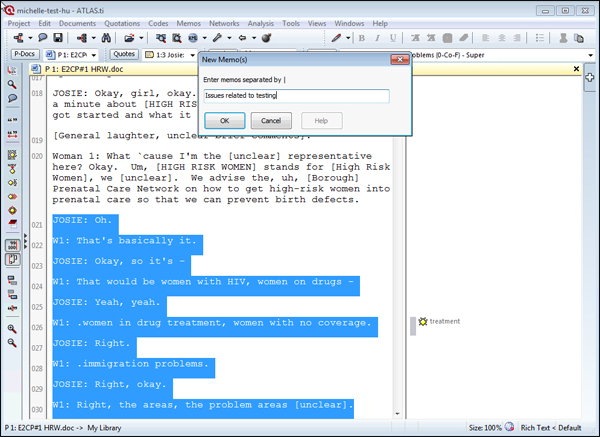 michelle-test-hu - ATLAS.ti
Project Edit Documents Quotations Codes Memos Networks Analysis Tools Views Windows Help
P-Docs P 1: E2CP# Quotes 1:3 Josie: oblems {0-Co-F} - Super
P 1: E2CP#1 HRW.doc
New Memo(s)
Enter memos separated by |
Issues related to testing
OK Cancel Help
017
018 JOSIE: Okay, girl, okay.
a minute about [HIGH RIS
got started and what it
[General laughter, unclear brief comments].
020 Woman 1: What `cause I'm the [unclear] representative
here? Okay. Um, [HIGH RISK WOMEN] stands for [High Risk
Women], we [unclear]. We advise the, uh, [Borough]
Prenatal Care Network on how to get high-risk women into
prenatal care so that we can prevent birth defects.
021 JOSIE: Oh.
022 W1: That's basically it.
023 JOSIE: Okay, so it's -
024 W1: That would be women with HIV, women on drugs -
025 JOSIE: Yeah, yeah.
026 W1: .women in drug treatment, women with no coverage.
027 JOSIE: Right.
028 W1: .immigration problems.
029 JOSIE: Right, okay.
030 W1: Right, the areas, the problem areas [unclear].
treatment
P 1: E2CP#1 HRW.doc -> My Library Size: 100% Rich Text < Default